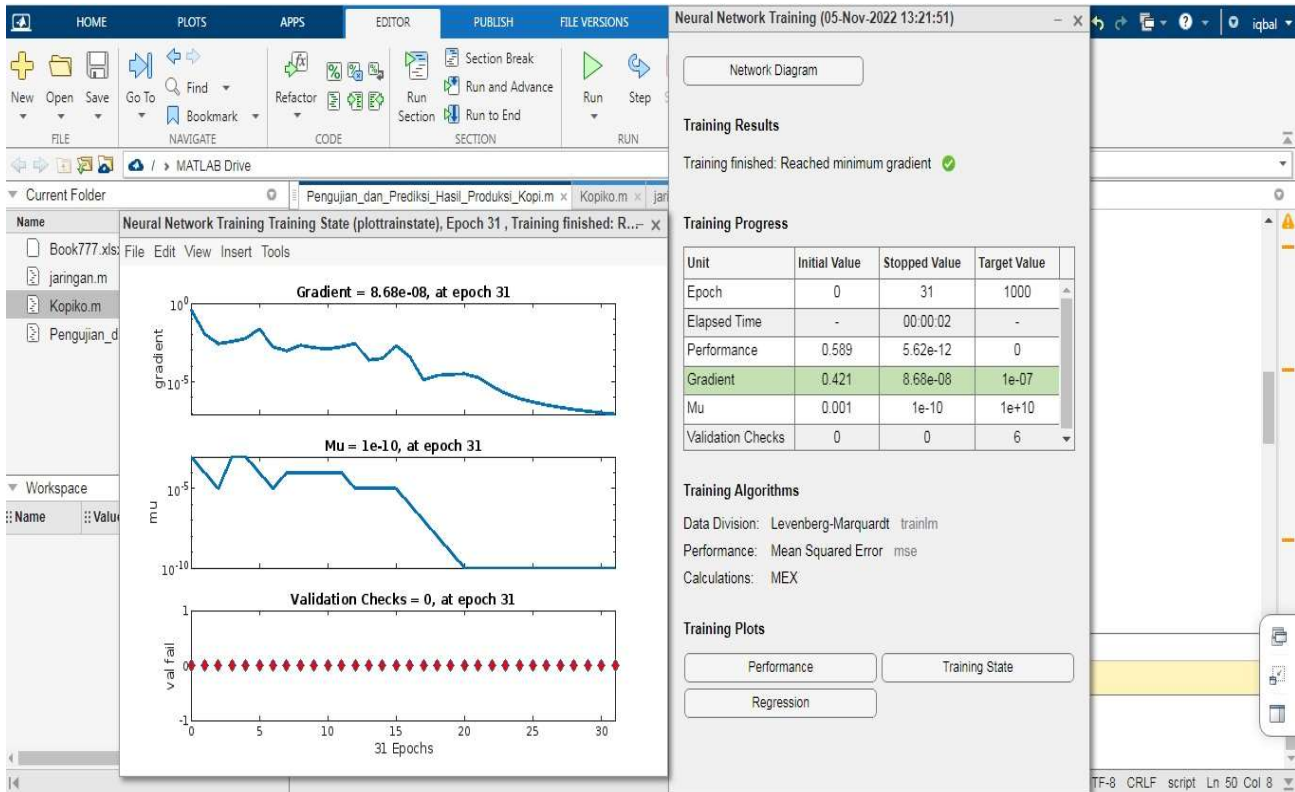 HOME PLOTS APPS EDITOR PUBLISH FILE VERSIONS
iqbal
New Open Save
FILE
Go To
Find
Bookmark
NAVIGATE
Refactor
CODE
Run Section
Section Break
Run and Advance
Run to End
SECTION
Run Step
RUN
/ > MATLAB Drive
Current Folder
Name
Book777.xlsx
jaringan.m
Kopiko.m
Pengujian_d
Workspace
Name Valu
Pengujian_dan_Prediksi_Hasil_Produksi_Kopi.m × Kopiko.m × jari
Neural Network Training Training State (plottrainstate), Epoch 31 , Training finished: R...
File Edit View Insert Tools
Gradient = 8.68e-08, at epoch 31
10^0
10^-5
gradient
Mu = 1e-10, at epoch 31
10^-5
10^-10
mu
Validation Checks = 0, at epoch 31
1
0
-1
val fail
0 5 10 15 20 25 30
31 Epochs
Neural Network Training (05-Nov-2022 13:21:51)
Network Diagram
Training Results
Training finished: Reached minimum gradient
Training Progress
Unit Initial Value Stopped Value Target Value
Epoch 0 31 1000
Elapsed Time - 00:00:02 -
Performance 0.589 5.62e-12 0
Gradient 0.421 8.68e-08 1e-07
Mu 0.001 1e-10 1e+10
Validation Checks 0 0 6
Training Algorithms
Data Division: Levenberg-Marquardt trainlm
Performance: Mean Squared Error mse
Calculations: MEX
Training Plots
Performance Training State
Regression
TF-8 CRLF script Ln 50 Col 8